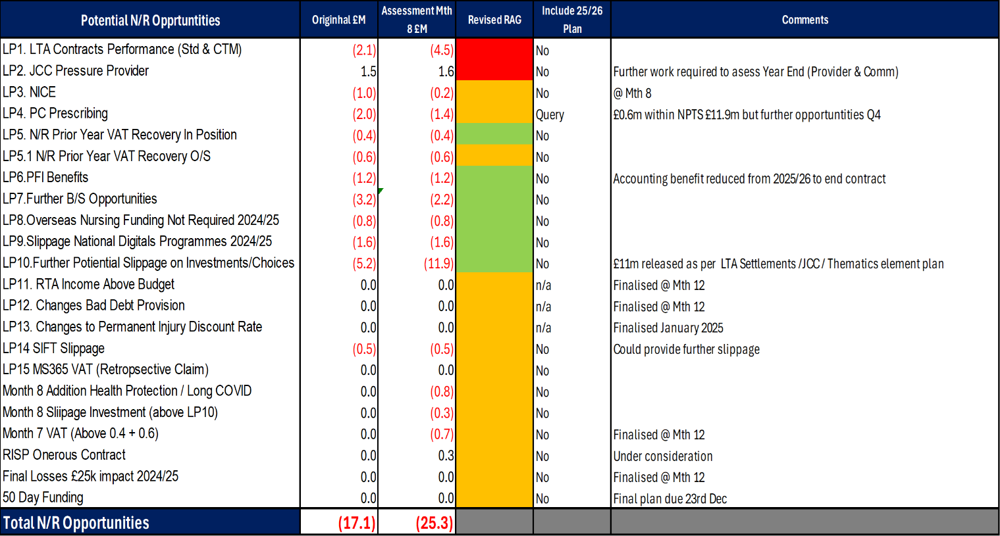 Potential N/R Opprtuntities Originhal £M Assessment Mth 8 £M Revised RAG Include 25/26 Plan Comments
LP1. LTA Contracts Performance (Std & CTM) (2.1) (4.5) No
LP2. JCC Pressure Provider 1.5 1.6 No Further work required to asess Year End (Provider & Comm)
LP3. NICE (1.0) (0.2) No @ Mth 8
LP4. PC Prescribing (2.0) (1.4) Query £0.6m within NPTS £11.9m but further opportuntities Q4
LP5. N/R Prior Year VAT Recovery In Position (0.4) (0.4) No
LP5.1 N/R Prior Year VAT Recovery O/S (0.6) (0.6) No
LP6.PFI Benefits (1.2) (1.2) No Accounting benefit reduced from 2025/26 to end contract
LP7.Further B/S Opportunities (3.2) (2.2) No
LP8.Overseas Nursing Funding Not Required 2024/25 (0.8) (0.8) No
LP9.Slippage National Digitals Programmes 2024/25 (1.6) (1.6) No
LP10.Further Potiential Slippage on Investments/Choices (5.2) (11.9) No £11m released as per LTA Settlements /JCC / Thematics element plan
LP11. RTA Income Above Budget 0.0 0.0 n/a Finalised @ Mth 12
LP12. Changes Bad Debt Provision 0.0 0.0 n/a Finalised @ Mth 12
LP13. Changes to Permanent Injury Discount Rate 0.0 0.0 n/a Finalised January 2025
LP14 SIFT Slippage (0.5) (0.5) No Could provide further slippage
LP15 MS365 VAT (Retropsective Claim) 0.0 0.0 No
Month 8 Addition Health Protection / Long COVID 0.0 (0.8) No
Month 8 Sliipage Investment (above LP10) 0.0 (0.3) No
Month 7 VAT (Above 0.4 + 0.6) 0.0 (0.7) No Finalised @ Mth 12
RISP Onerous Contract 0.0 0.3 No Under consideration
Final Losses £25k impact 2024/25 0.0 0.0 No Finalised @ Mth 12
50 Day Funding 0.0 0.0 No Final plan due 23rd Dec
Total N/R Opportunities (17.1) (25.3)